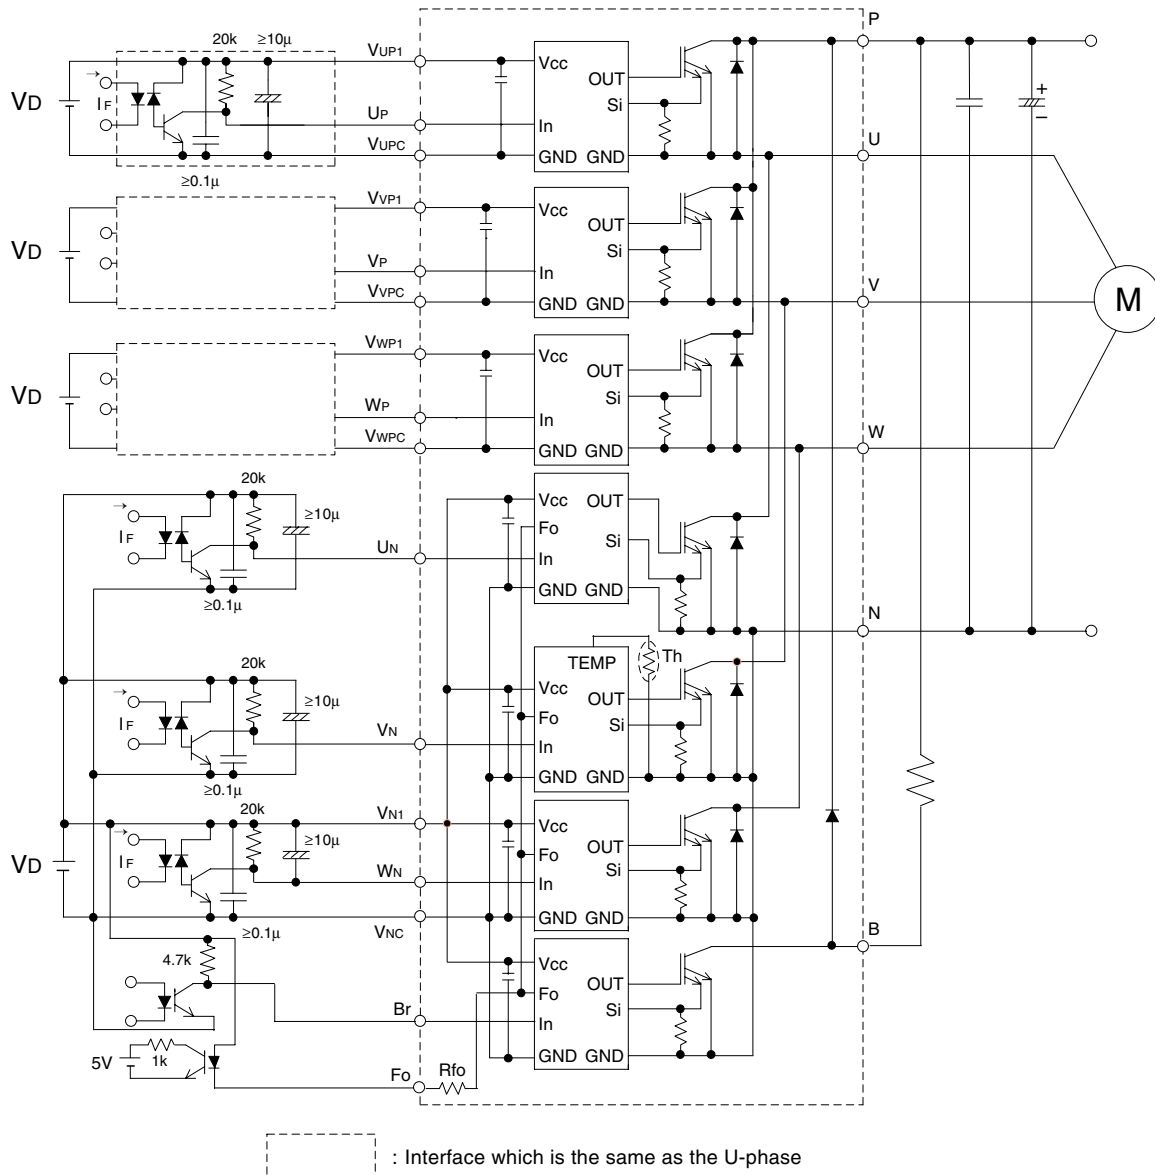 20k ≥10µ VUP1 P
Vcc
OUT
VD IF UP Si + −
In
VUPC GND GND U
≥0.1µ
VVP1 Vcc
OUT
VD VP Si
In
VVPC GND GND V M
VWP1 Vcc
OUT
VD WP Si
In
VWPC GND GND W
20k
Vcc OUT
≥10µ Fo
IF UN Si
In
GND GND
≥0.1µ N
20k TEMP Th
≥10µ Vcc
OUT
IF VN Fo Si
In
GND GND
≥0.1µ
20k VN1 Vcc
≥10µ OUT
VD IF WN Fo Si
In
VNC GND GND B
≥0.1µ
4.7k Vcc
OUT
Br Fo Si
In
5V 1k GND GND
Fo Rfo
: Interface which is the same as the U-phase